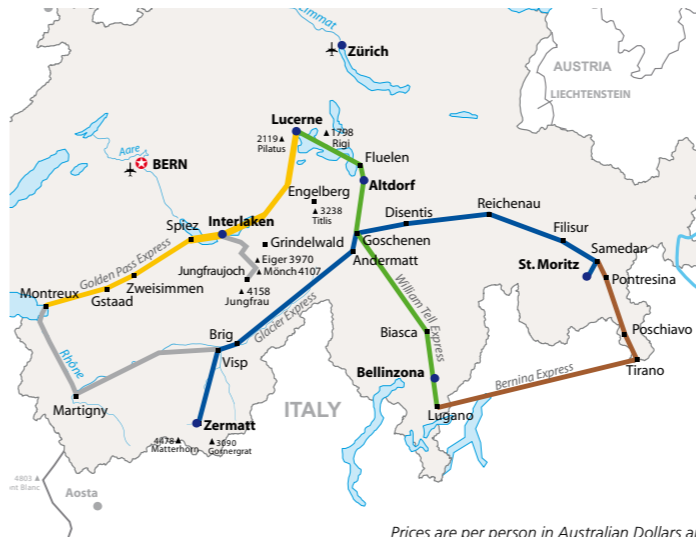 Limmat
Zürich
AUSTRIA
LIECHTENSTEIN
Lucerne
2119
Pilatus
1798
Rigi
Aare
BERN
Fluelen
Altdorf
Engelberg
3238
Titlis
Reichenau
Disentis
Interlaken
Spiez
Filisur
Goschenen
Grindelwald
Samedan
Andermatt
Eiger 3970
Mönch 4107
St.Moritz
Pontresina
Golden Pass Express
Jungfraujoch
Zweisimmen
4158
Jungfrau
Montreux
Gstaad
William Tell Express
Glacier Express
Poschiavo
Biasca
Brig
Visp
Rhône
Bellinzona
Bernina Express
Tirano
Martigny
ITALY
Lugano
Zermatt
4478
Matterhorn
3090
Gornergrat
4803
nt Blanc
Aosta
Prices are per person in Australian Dollars a